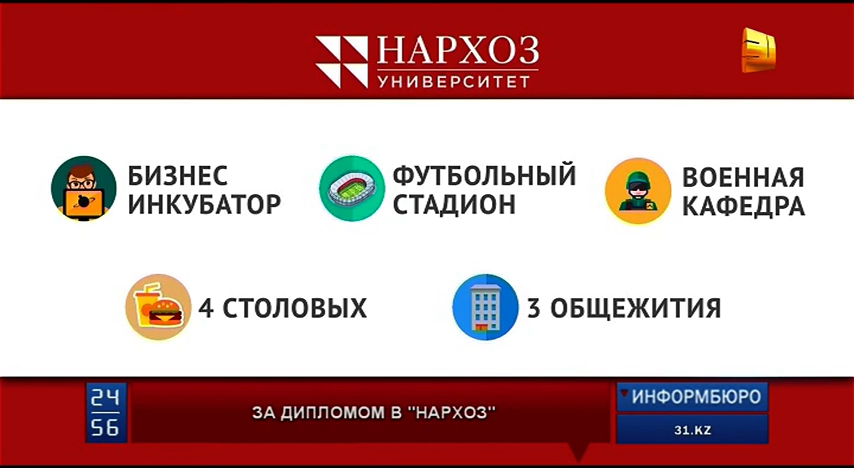 НАРХОЗ
УНИВЕРСИТЕТ
31
БИЗНЕС
ИНКУБАТОР
ФУТБОЛЬНЫЙ
СТАДИОН
ВОЕННАЯ
КАФЕДРА
4 СТОЛОВЫХ
3 ОБЩЕЖИТИЯ
24
56
ЗА ДИПЛОМОМ В "НАРХОЗ"
ИНФОРМБЮРО
31.KZ